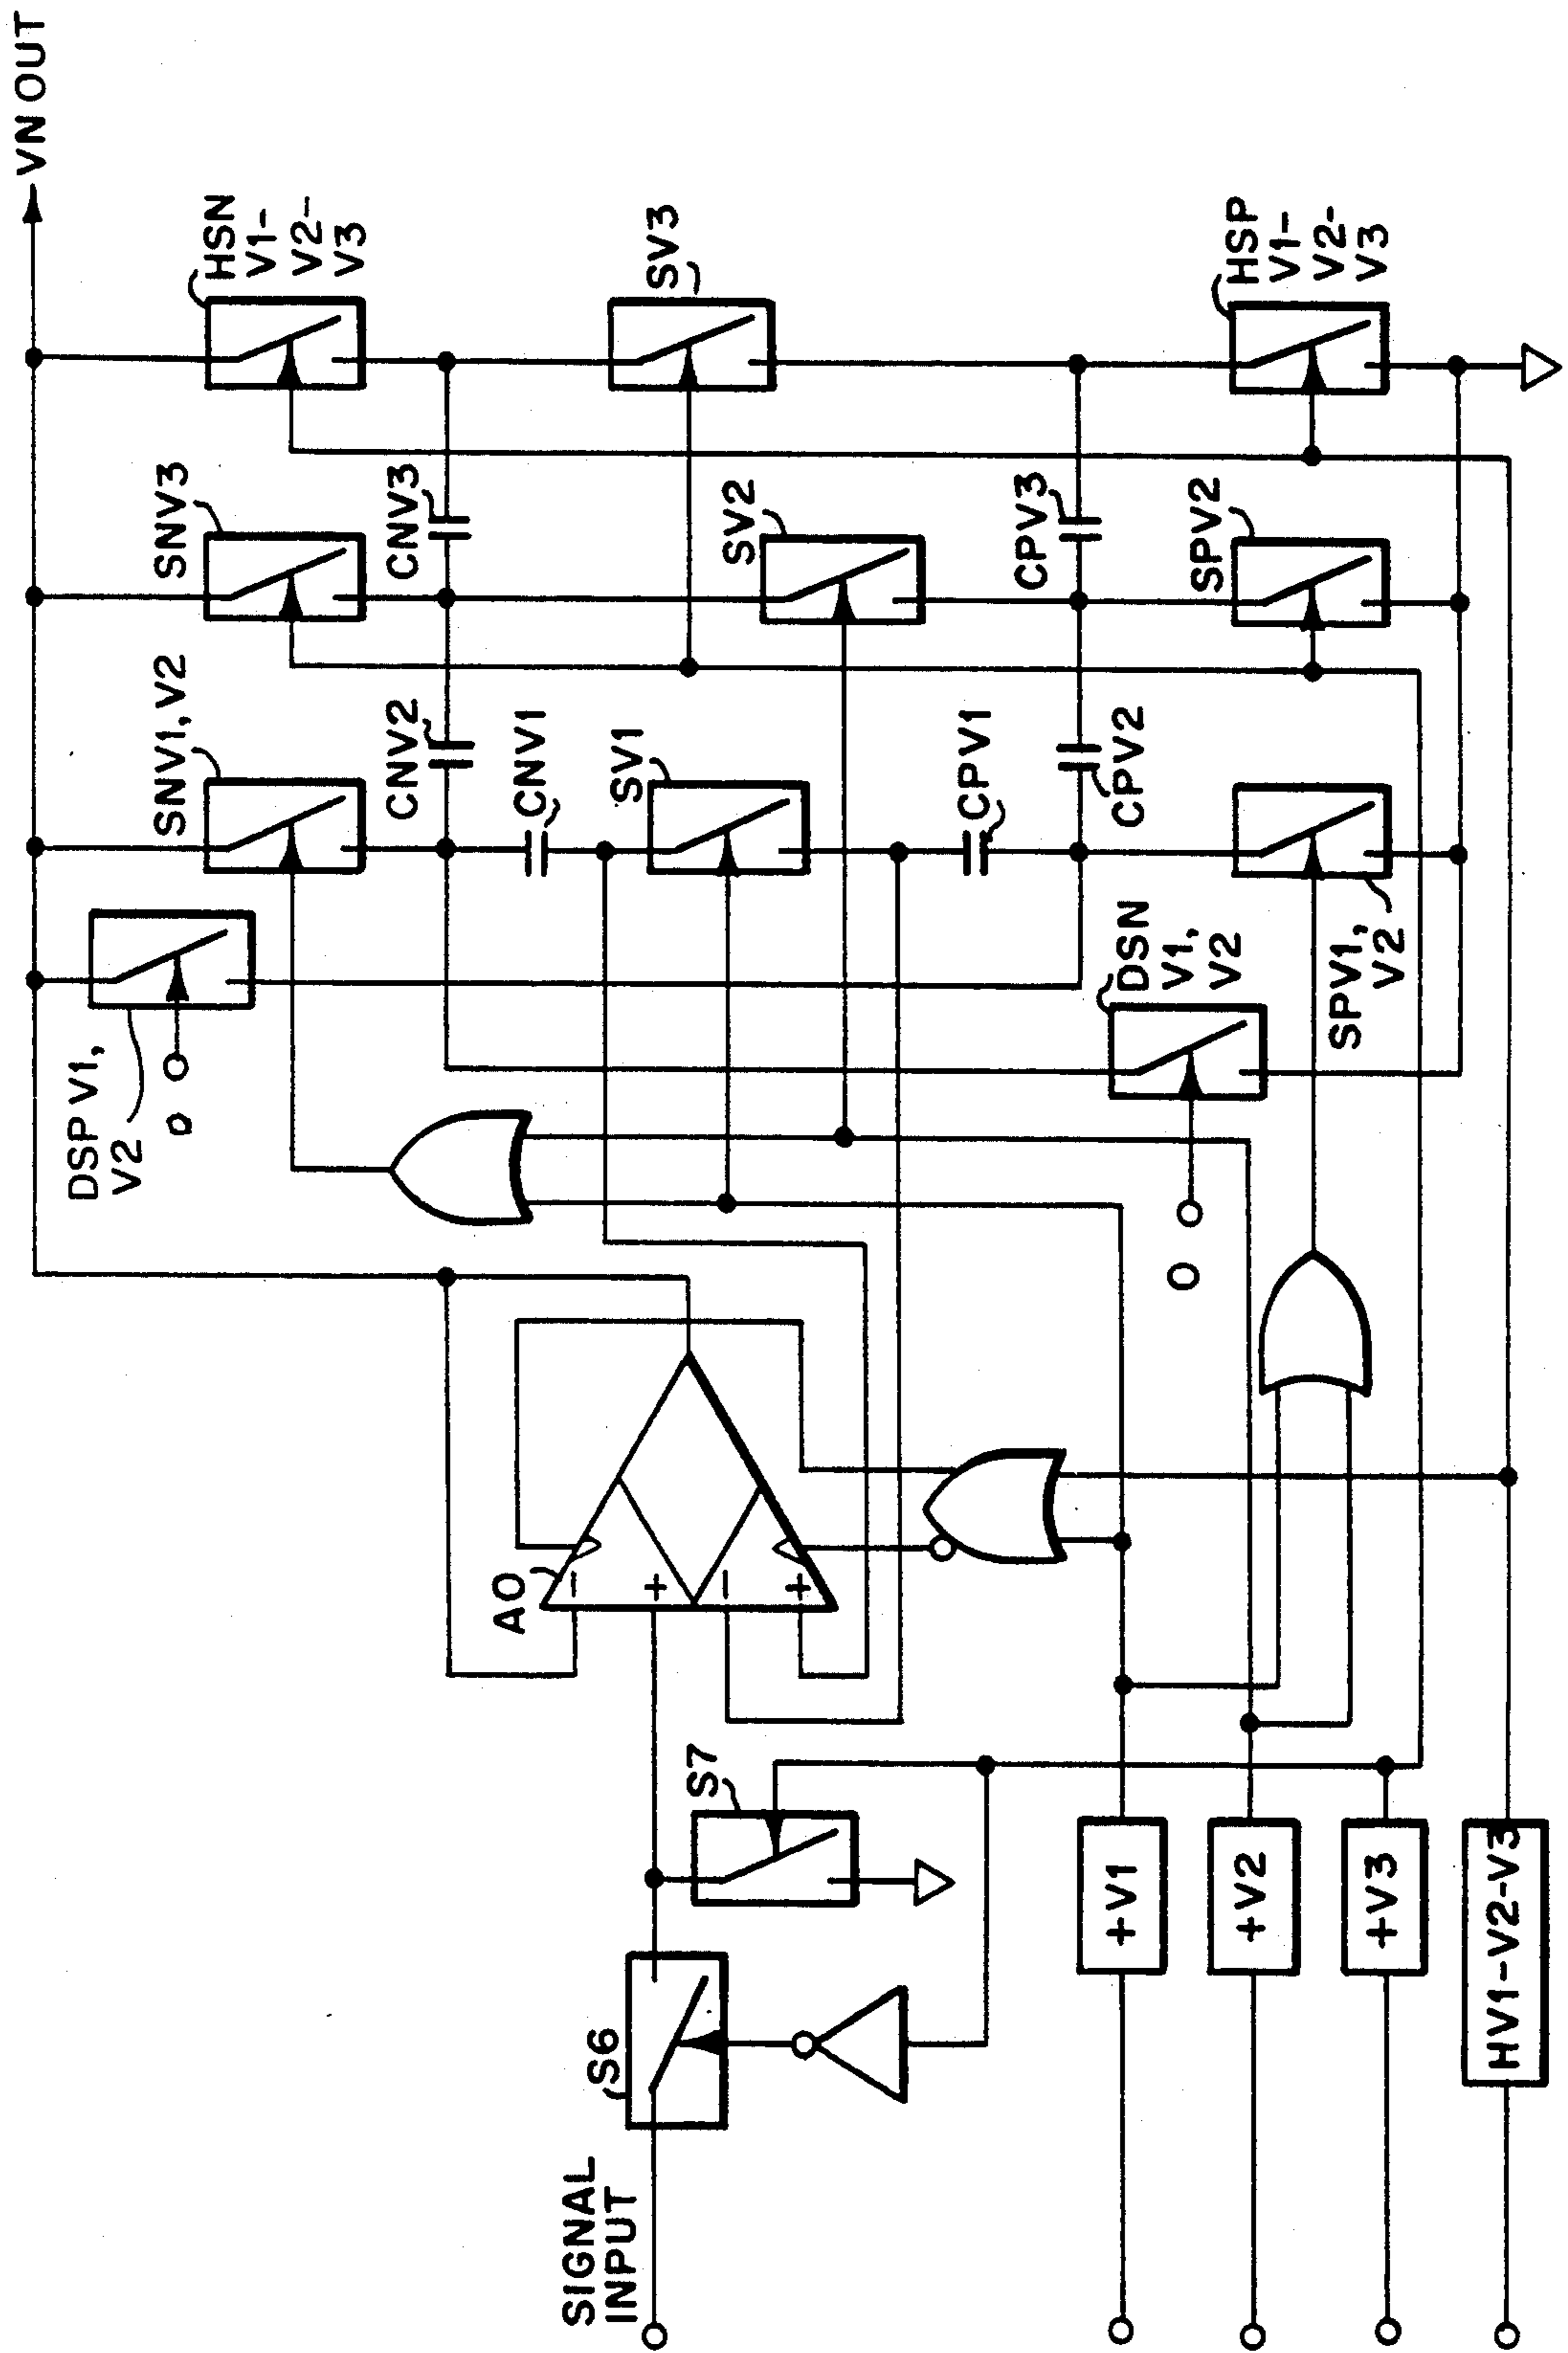 VN OUT
HSN
V1-
V2-
V3
SV3
HSP
V1-
V2-
V3
SNV3
CNV3
SV2
CPV3
SPV2
SNV1, V2
CNV2
CNV1
SV1
CPV1
CPV2
DSP V1,
V2
O
DSN
V1,
V2
O
SPV1,
V2
AO
-
+
-
+
S7
S6
SIGNAL
INPUT
+V1
+V2
+V3
HV1-V2-V3